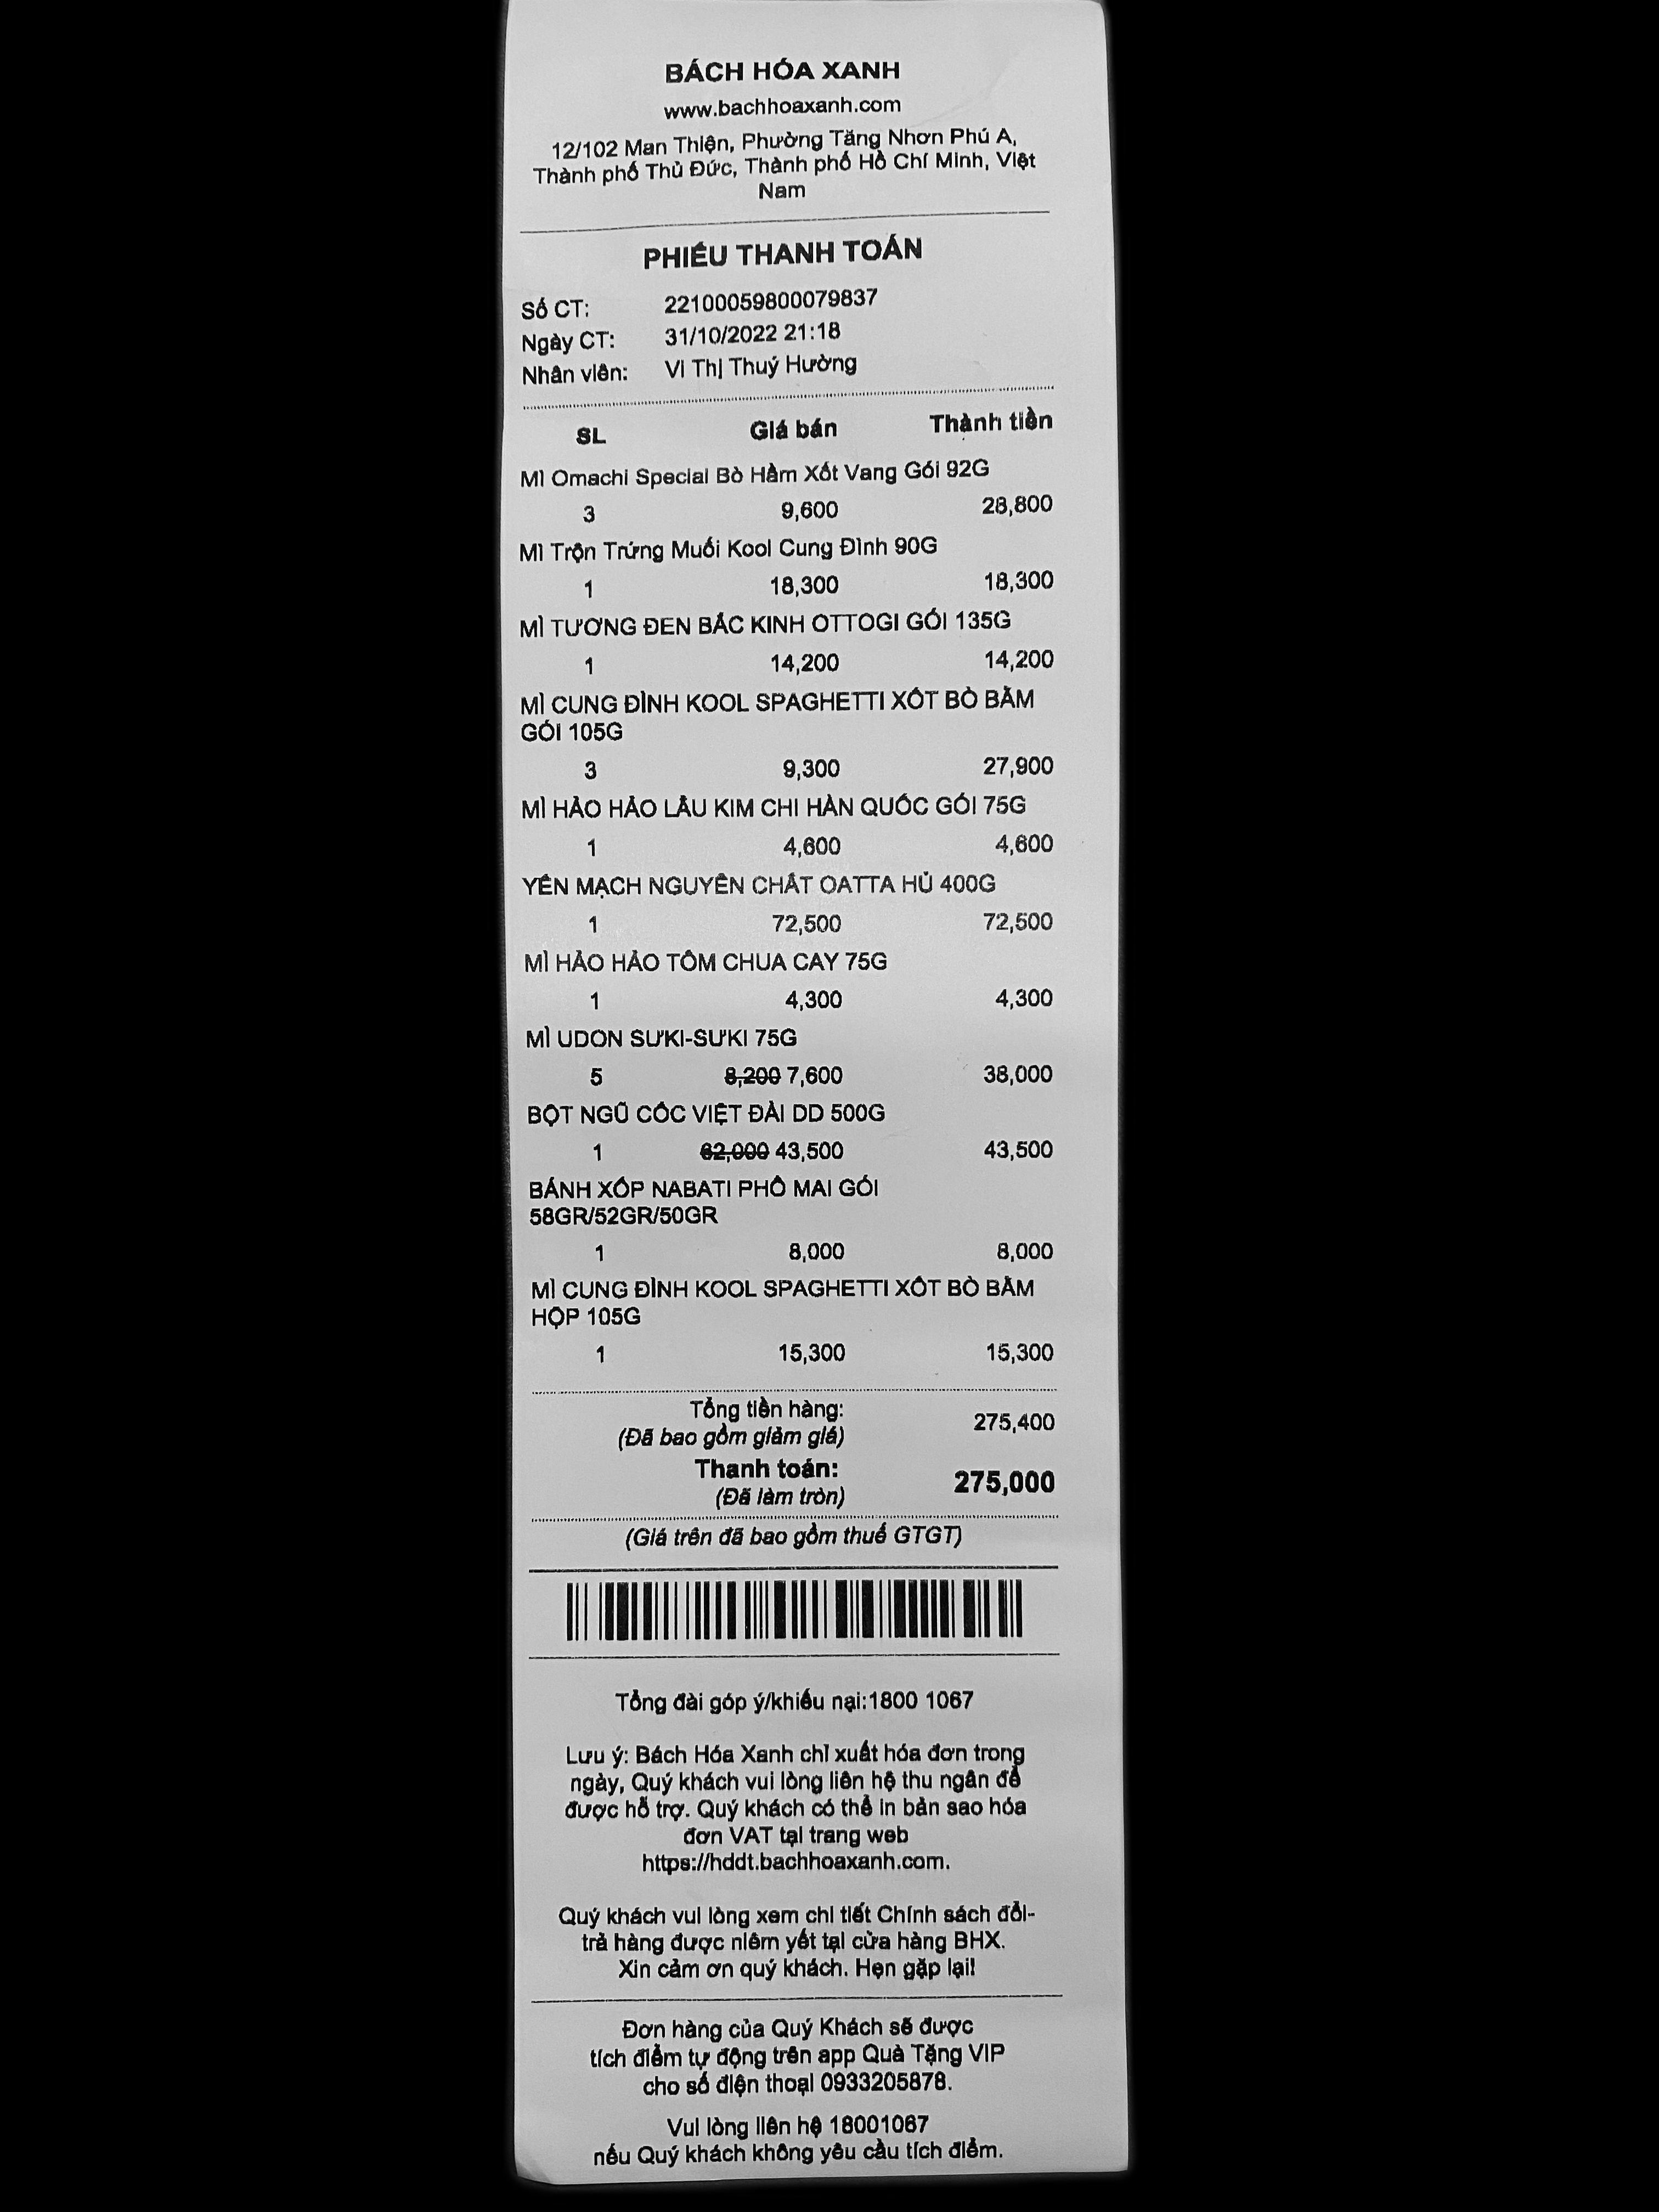 BÁCH HÓA XANH
www.bachhoaxanh.com
12/102 Man Thiện, Phường Tăng Nhơn Phú A,
Thành phố Thủ Đức, Thành phố Hồ Chí Minh, Việt
Nam
PHIẾU THANH TOÁN
Số CT: 22100059800079837
Ngày CT: 31/10/2022 21:18
Nhân viên: Vi Thị Thuý Hường
SL Giá bán Thành tiền
Mì Omachi Special Bò Hầm Xốt Vang Gói 92G
3 9,600 28,800
Mì Trộn Trứng Muối Kool Cung Đình 90G
1 18,300 18,300
MÌ TƯƠNG ĐEN BẮC KINH OTTOGI GÓI 135G
1 14,200 14,200
MÌ CUNG ĐÌNH KOOL SPAGHETTI XỐT BÒ BẰM
GÓI 105G
3 9,300 27,900
MÌ HẢO HẢO LẨU KIM CHI HÀN QUỐC GÓI 75G
1 4,600 4,600
YẾN MẠCH NGUYÊN CHẤT OATTA HỦ 400G
1 72,500 72,500
MÌ HẢO HẢO TÔM CHUA CAY 75G
1 4,300 4,300
MÌ UDON SƯKI-SƯKI 75G
5 8,200 7,600 38,000
BỘT NGŨ CỐC VIỆT ĐÀI DD 500G
1 62,000 43,500 43,500
BÁNH XỐP NABATI PHÔ MAI GÓI
58GR/52GR/50GR
1 8,000 8,000
MÌ CUNG ĐÌNH KOOL SPAGHETTI XỐT BÒ BẰM
HỘP 105G
1 15,300 15,300
Tổng tiền hàng: 275,400
(Đã bao gồm giảm giá)
Thanh toán: 275,000
(Đã làm tròn)
(Giá trên đã bao gồm thuế GTGT)
Tổng đài góp ý/khiếu nại:1800 1067
Lưu ý: Bách Hóa Xanh chỉ xuất hóa đơn trong
ngày, Quý khách vui lòng liên hệ thu ngân để
được hỗ trợ. Quý khách có thể in bản sao hóa
đơn VAT tại trang web
https://hddt.bachhoaxanh.com.
Quý khách vui lòng xem chi tiết Chính sách đổi-
trả hàng được niêm yết tại cửa hàng BHX.
Xin cảm ơn quý khách. Hẹn gặp lại!
Đơn hàng của Quý Khách sẽ được
tích điểm tự động trên app Quà Tặng VIP
cho số điện thoại 0933205878.
Vui lòng liên hệ 18001067
nếu Quý khách không yêu cầu tích điểm.